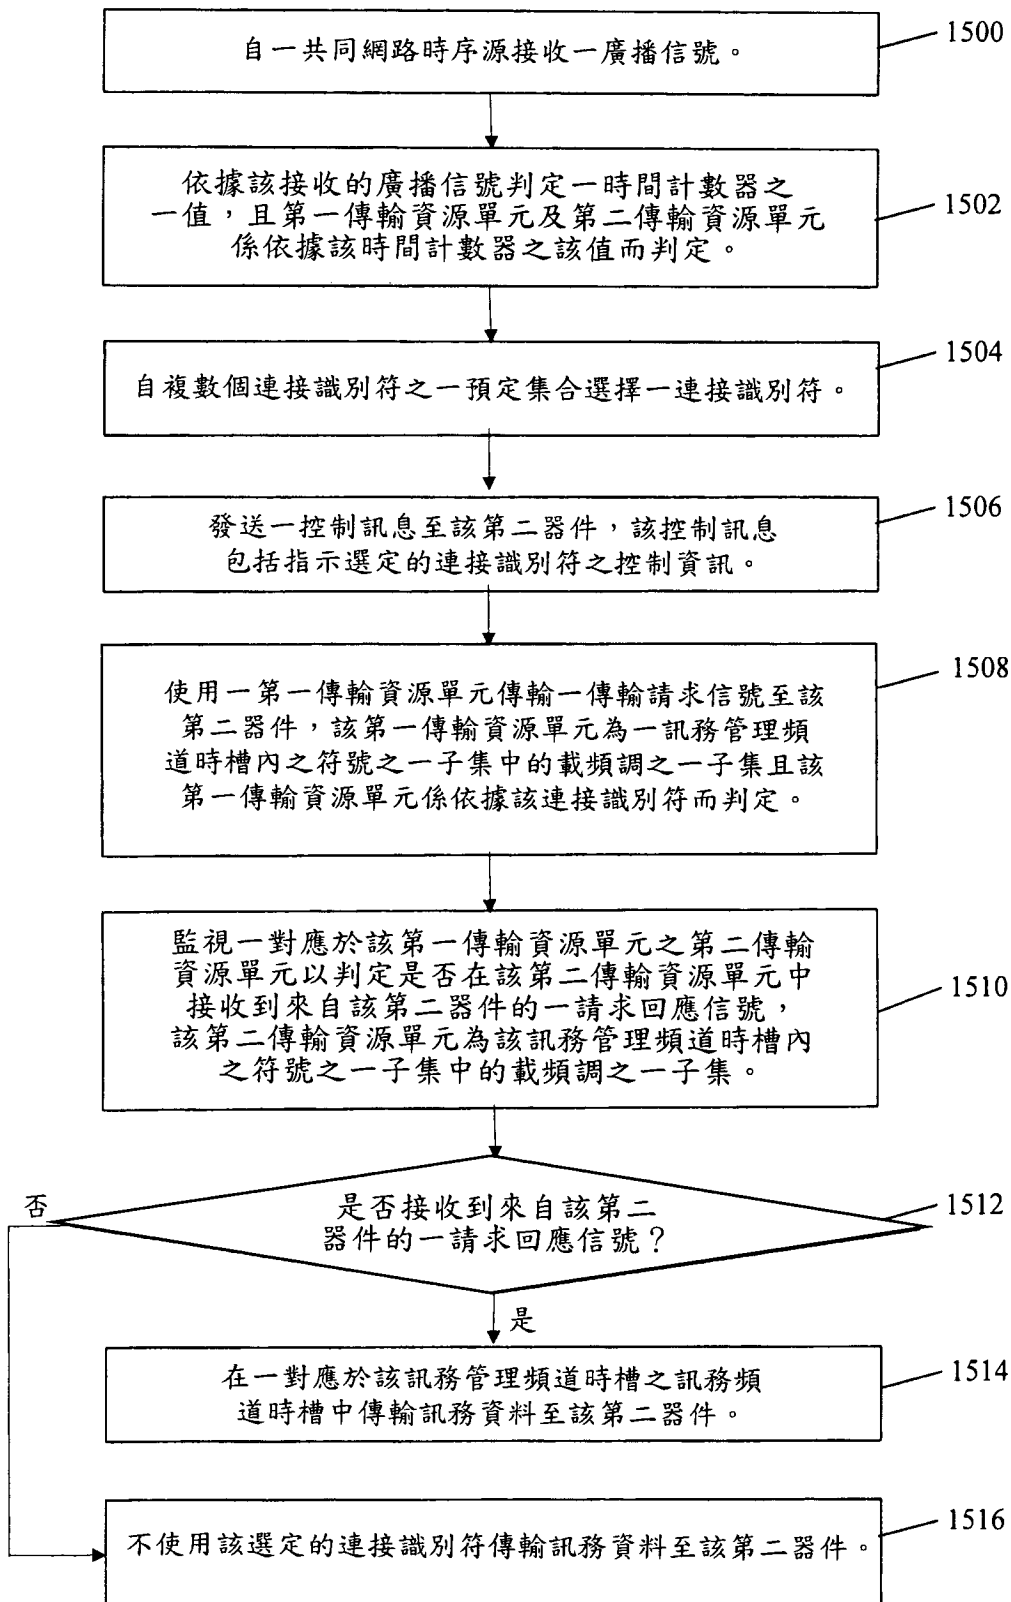 自一共同網路時序源接收一廣播信號。
1500
依據該接收的廣播信號判定一時間計數器之
一值，且第一傳輸資源單元及第二傳輸資源單元
係依據該時間計數器之該值而判定。
1502
自複數個連接識別符之一預定集合選擇一連接識別符。
1504
發送一控制訊息至該第二器件，該控制訊息
包括指示選定的連接識別符之控制資訊。
1506
使用一第一傳輸資源單元傳輸一傳輸請求信號至該
第二器件，該第一傳輸資源單元為一訊務管理頻
道時槽內之符號之一子集中的載頻調之一子集且該
第一傳輸資源單元係依據該連接識別符而判定。
1508
監視一對應於該第一傳輸資源單元之第二傳輸
資源單元以判定是否在該第二傳輸資源單元中
接收到來自該第二器件的一請求回應信號，
該第二傳輸資源單元為該訊務管理頻道時槽內
之符號之一子集中的載頻調之一子集。
1510
否
是否接收到來自該第二
器件的一請求回應信號？
1512
是
在一對應於該訊務管理頻道時槽之訊務頻
道時槽中傳輸訊務資料至該第二器件。
1514
不使用該選定的連接識別符傳輸訊務資料至該第二器件。
1516